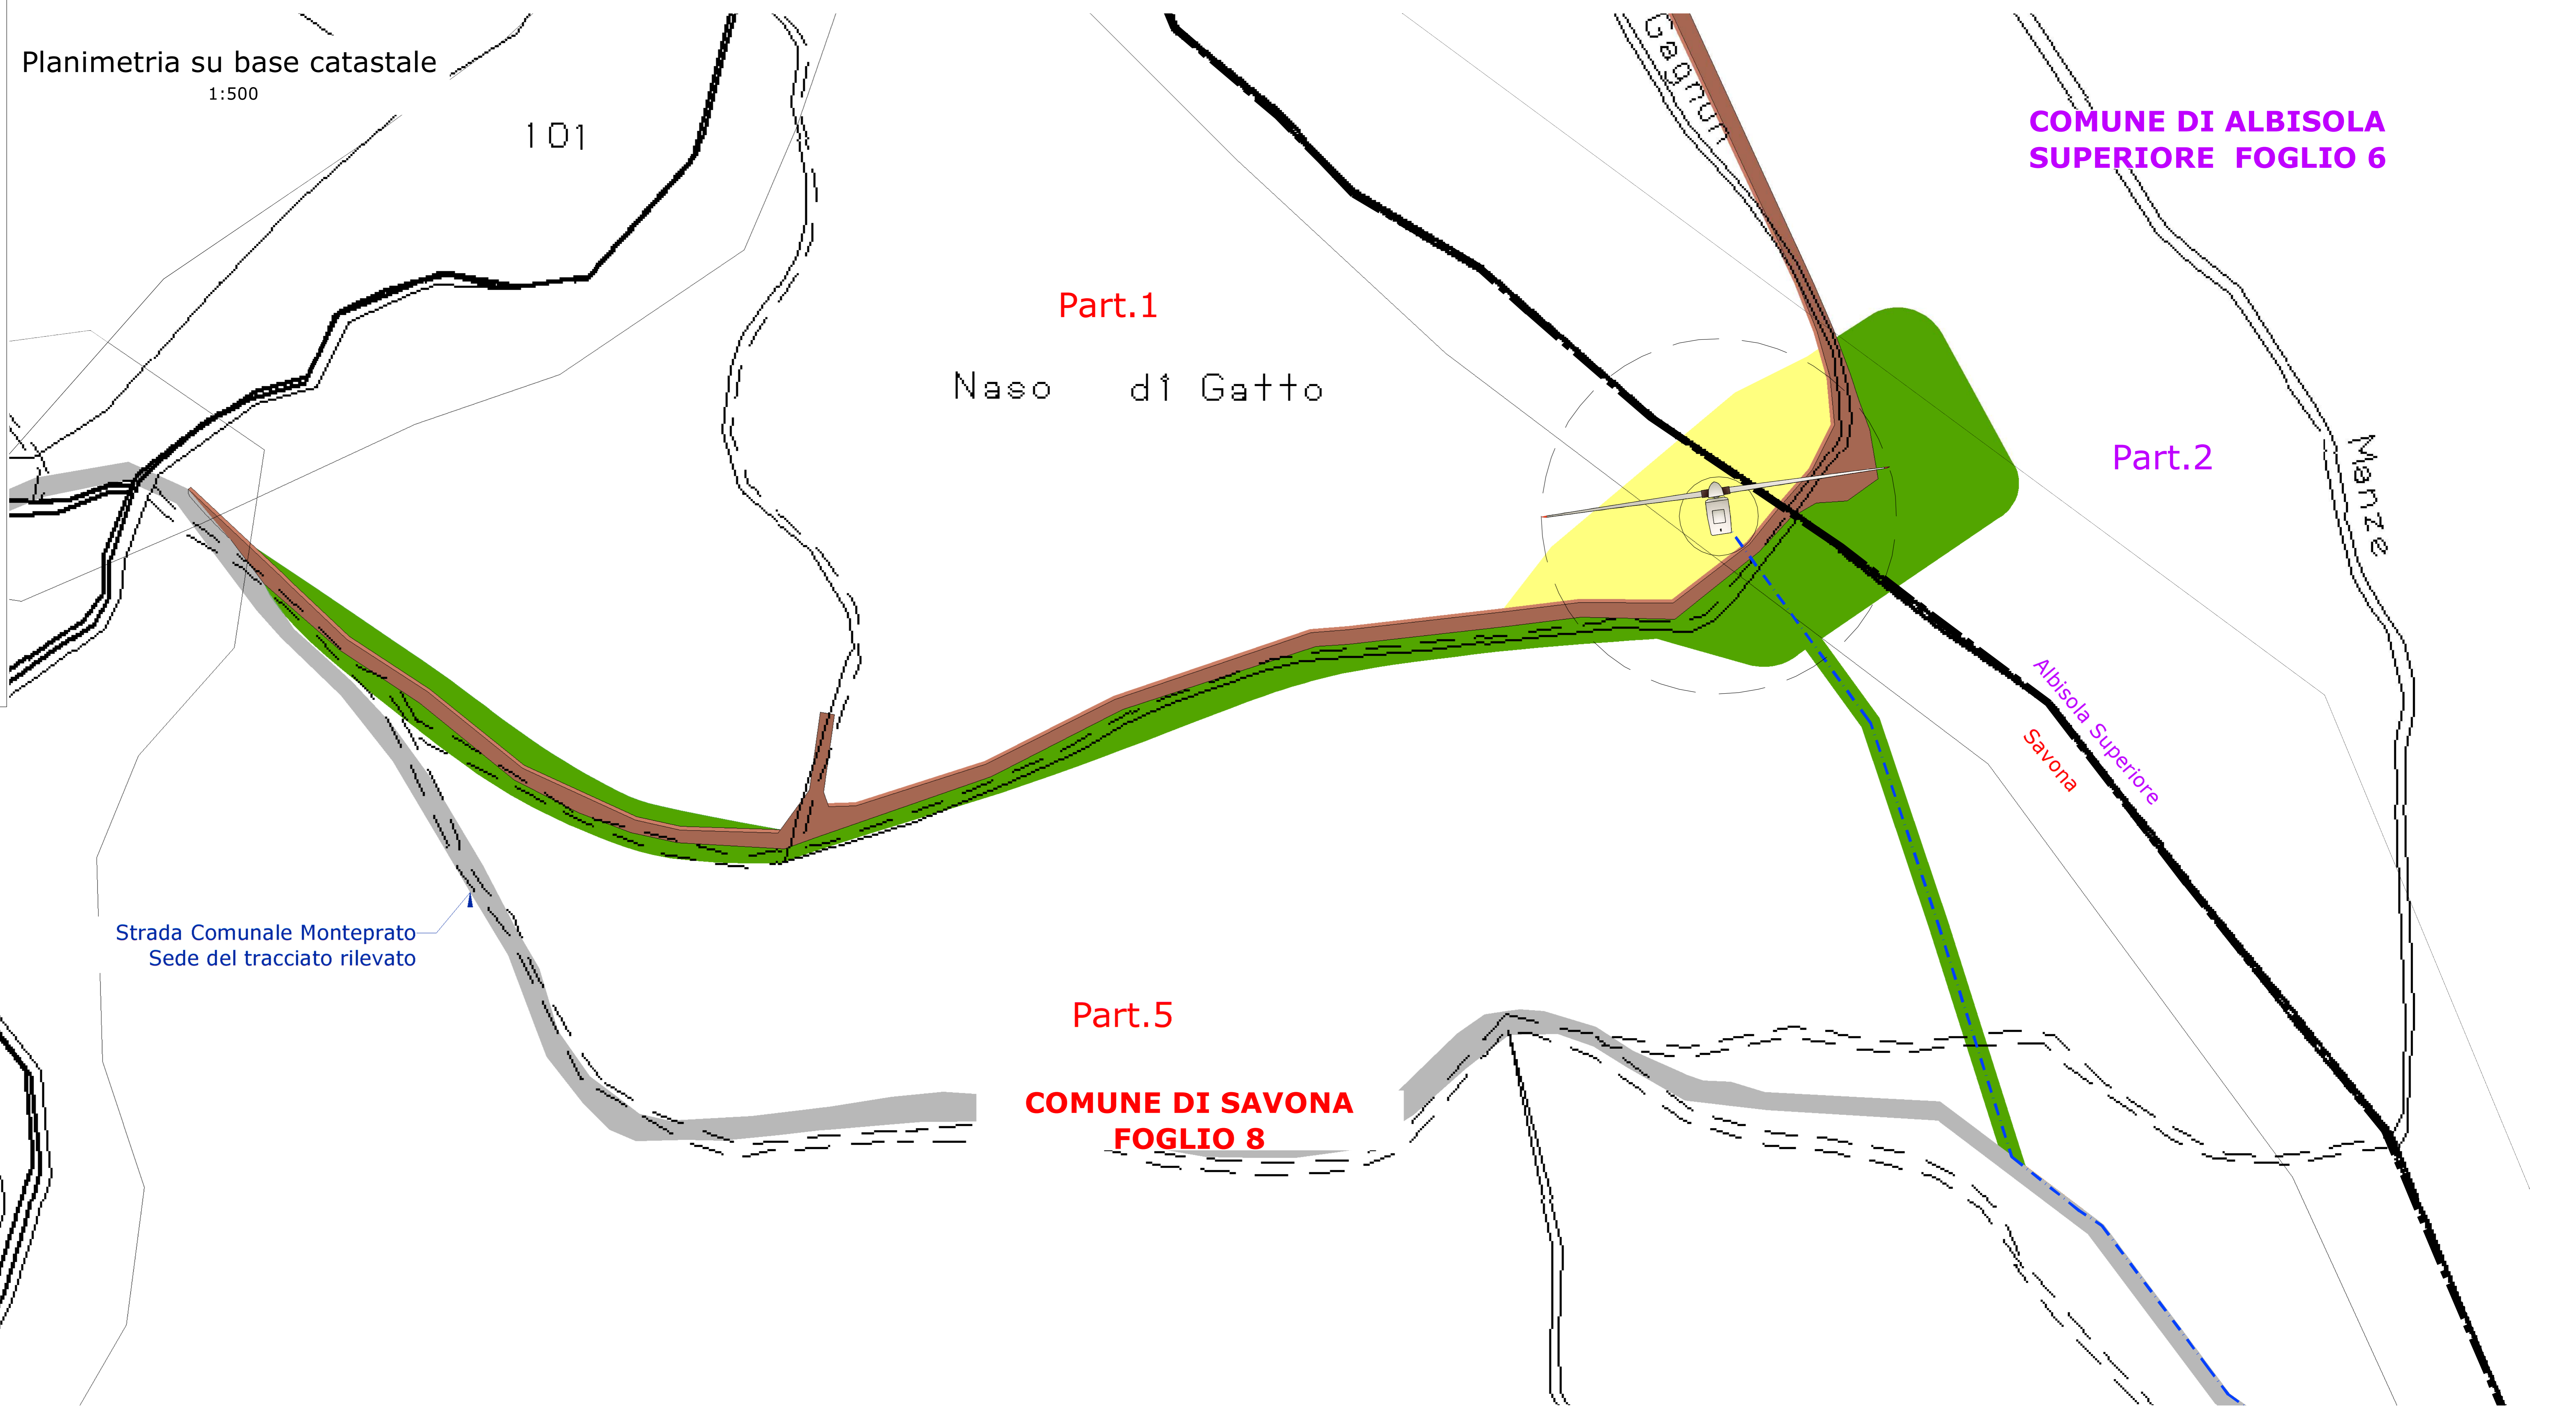 Planimetria su base catastale
1:500
101
Gagnun
COMUNE DI ALBISOLA
SUPERIORE FOGLIO 6
Part.1
Naso di Gatto
Part.2
Manze
Albisola Superiore
Savona
Strada Comunale Monteprato
Sede del tracciato rilevato
Part.5
COMUNE DI SAVONA
FOGLIO 8